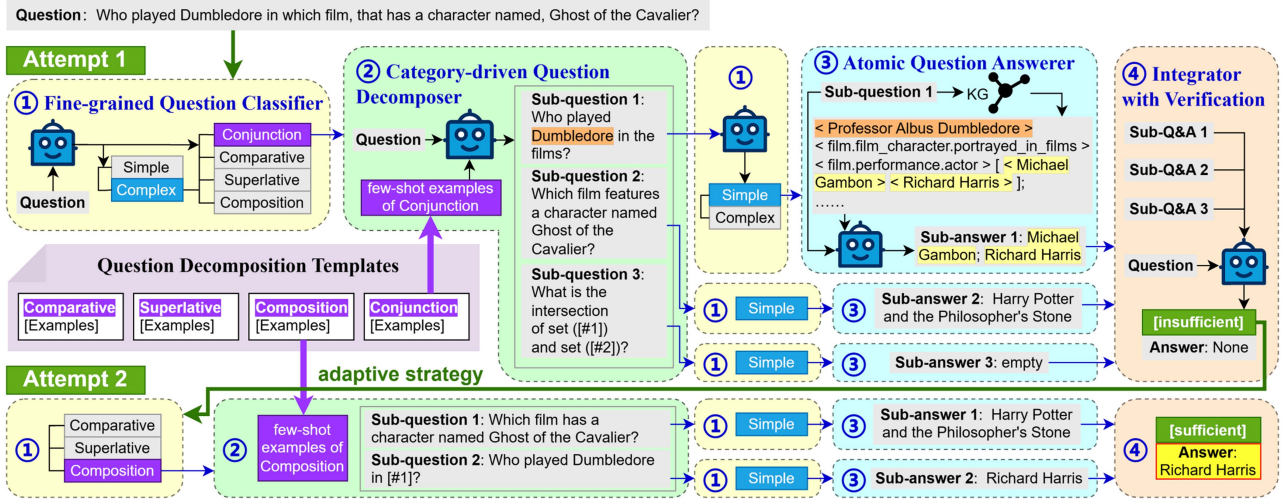 Question: Who played Dumbledore in which film, that has a character named, Ghost of the Cavalier?
Attempt 1
① Fine-grained Question Classifier
Question
Simple
Complex
Conjunction
Comparative
Superlative
Composition
② Category-driven Question
Decomposer
Question
few-shot examples
of Conjunction
Sub-question 1:
Who played
Dumbledore in the
films?
Sub-question 2:
Which film features
a character named
Ghost of the
Cavalier?
Sub-question 3:
What is the
intersection
of set ([#1])
and set ([#2])?
①
Simple
Complex
① Simple
① Simple
③ Atomic Question Answerer
Sub-question 1
KG
< Professor Albus Dumbledore >
< film.film_character.portrayed_in_films >
< film.performance.actor > [ < Michael
Gambon > < Richard Harris > ];
......
Sub-answer 1: Michael
Gambon; Richard Harris
③ Sub-answer 2: Harry Potter
and the Philosopher's Stone
③ Sub-answer 3: empty
④ Integrator
with Verification
Sub-Q&A 1
Sub-Q&A 2
Sub-Q&A 3
Question
[insufficient]
Answer: None
Question Decomposition Templates
Comparative
[Examples]
Superlative
[Examples]
Composition
[Examples]
Conjunction
[Examples]
Attempt 2
adaptive strategy
①
Comparative
Superlative
Composition
②
few-shot
examples of
Composition
Sub-question 1: Which film has a
character named Ghost of the Cavalier?
Sub-question 2: Who played Dumbledore
in [#1]?
① Simple
① Simple
③ Sub-answer 1: Harry Potter
and the Philosopher's Stone
③ Sub-answer 2: Richard Harris
④
[sufficient]
Answer:
Richard Harris